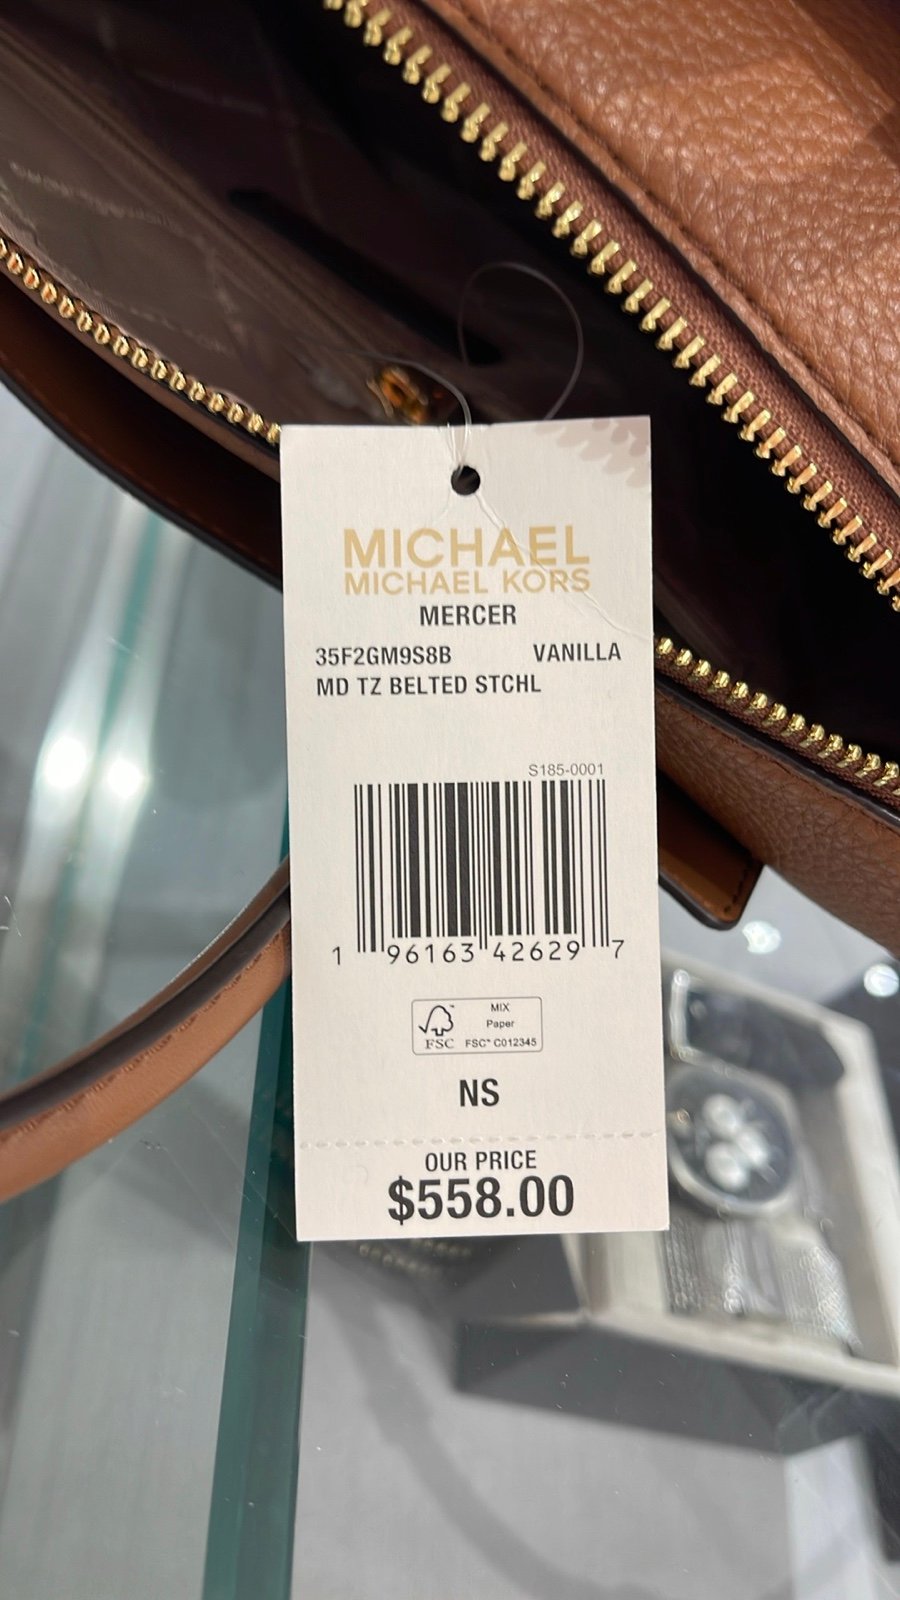 MICHAEL
MICHAEL KORS
MERCER
35F2GM9S8B VANILLA
MD TZ BELTED STCHL
S185-0001
1 96163 42629 7
MIX
Paper
FSC™ C012345
FSC
NS
OUR PRICE
$558.00